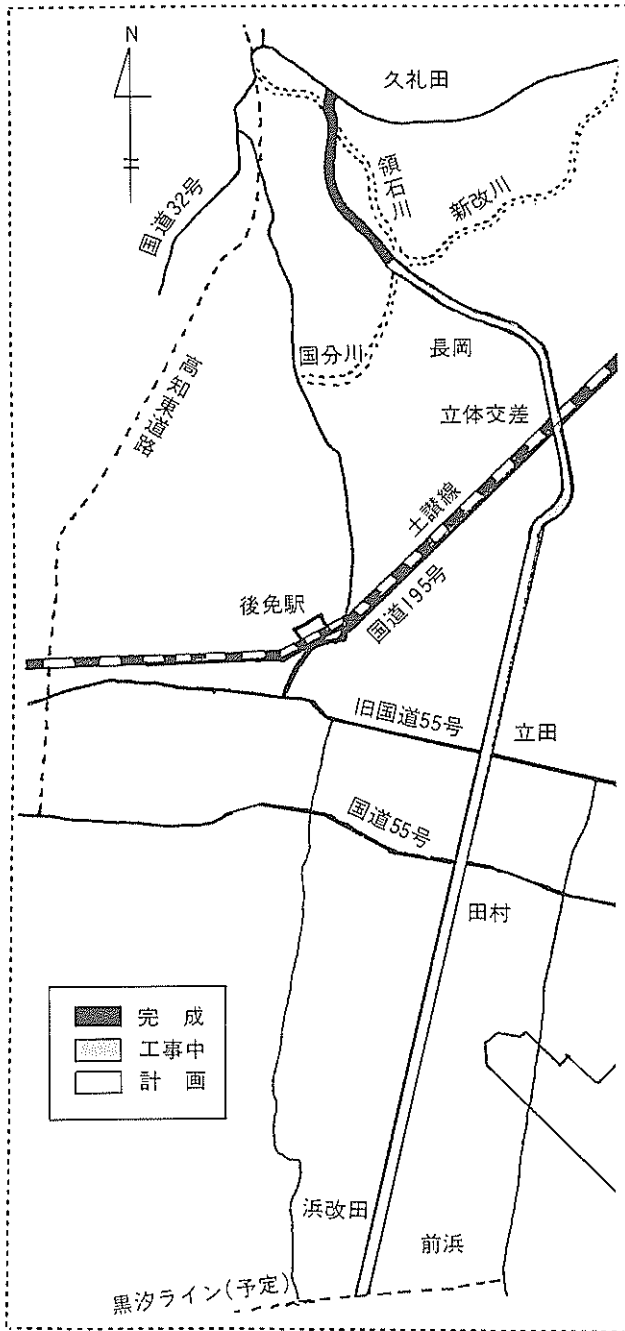 N
久礼田
領石川
新改川
国道32号
国分川
長岡
高知東道路
立体交差
土讃線
後免駅
国道195号
旧国道55号
立田
国道55号
田村
完成
工事中
計画
浜改田
前浜
黒汐ライン(予定)